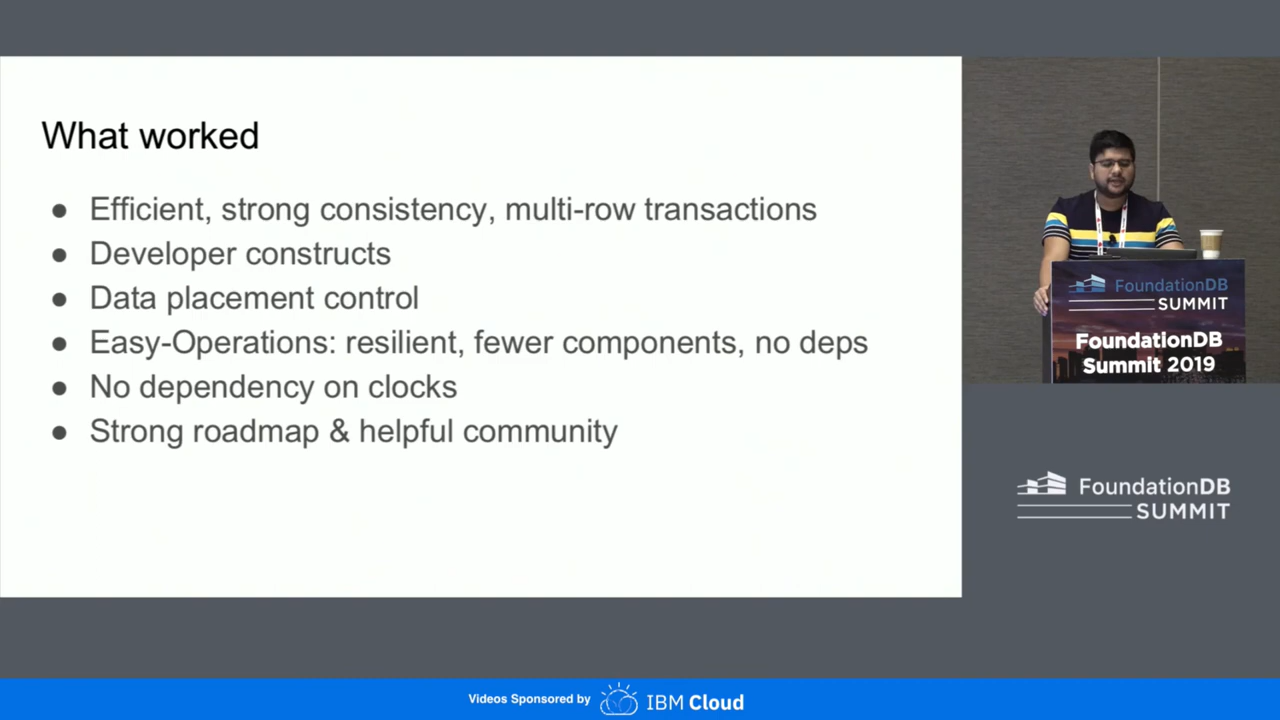 What worked
● Efficient, strong consistency, multi-row transactions
● Developer constructs
● Data placement control
● Easy-Operations: resilient, fewer components, no deps
● No dependency on clocks
● Strong roadmap & helpful community
FoundationDB
SUMMIT
FoundationDB
Summit 2019
FoundationDB
SUMMIT
Videos Sponsored by IBM Cloud